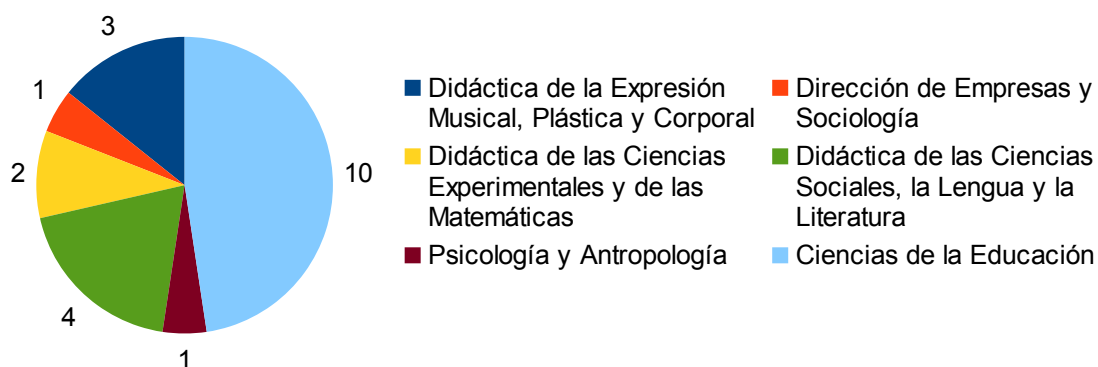 3
1
2
4
1
10
Didáctica de la Expresión
Musical, Plástica y Corporal
Dirección de Empresas y
Sociología
Didáctica de las Ciencias
Experimentales y de las
Matemáticas
Didáctica de las Ciencias
Sociales, la Lengua y la
Literatura
Psicología y Antropología
Ciencias de la Educación